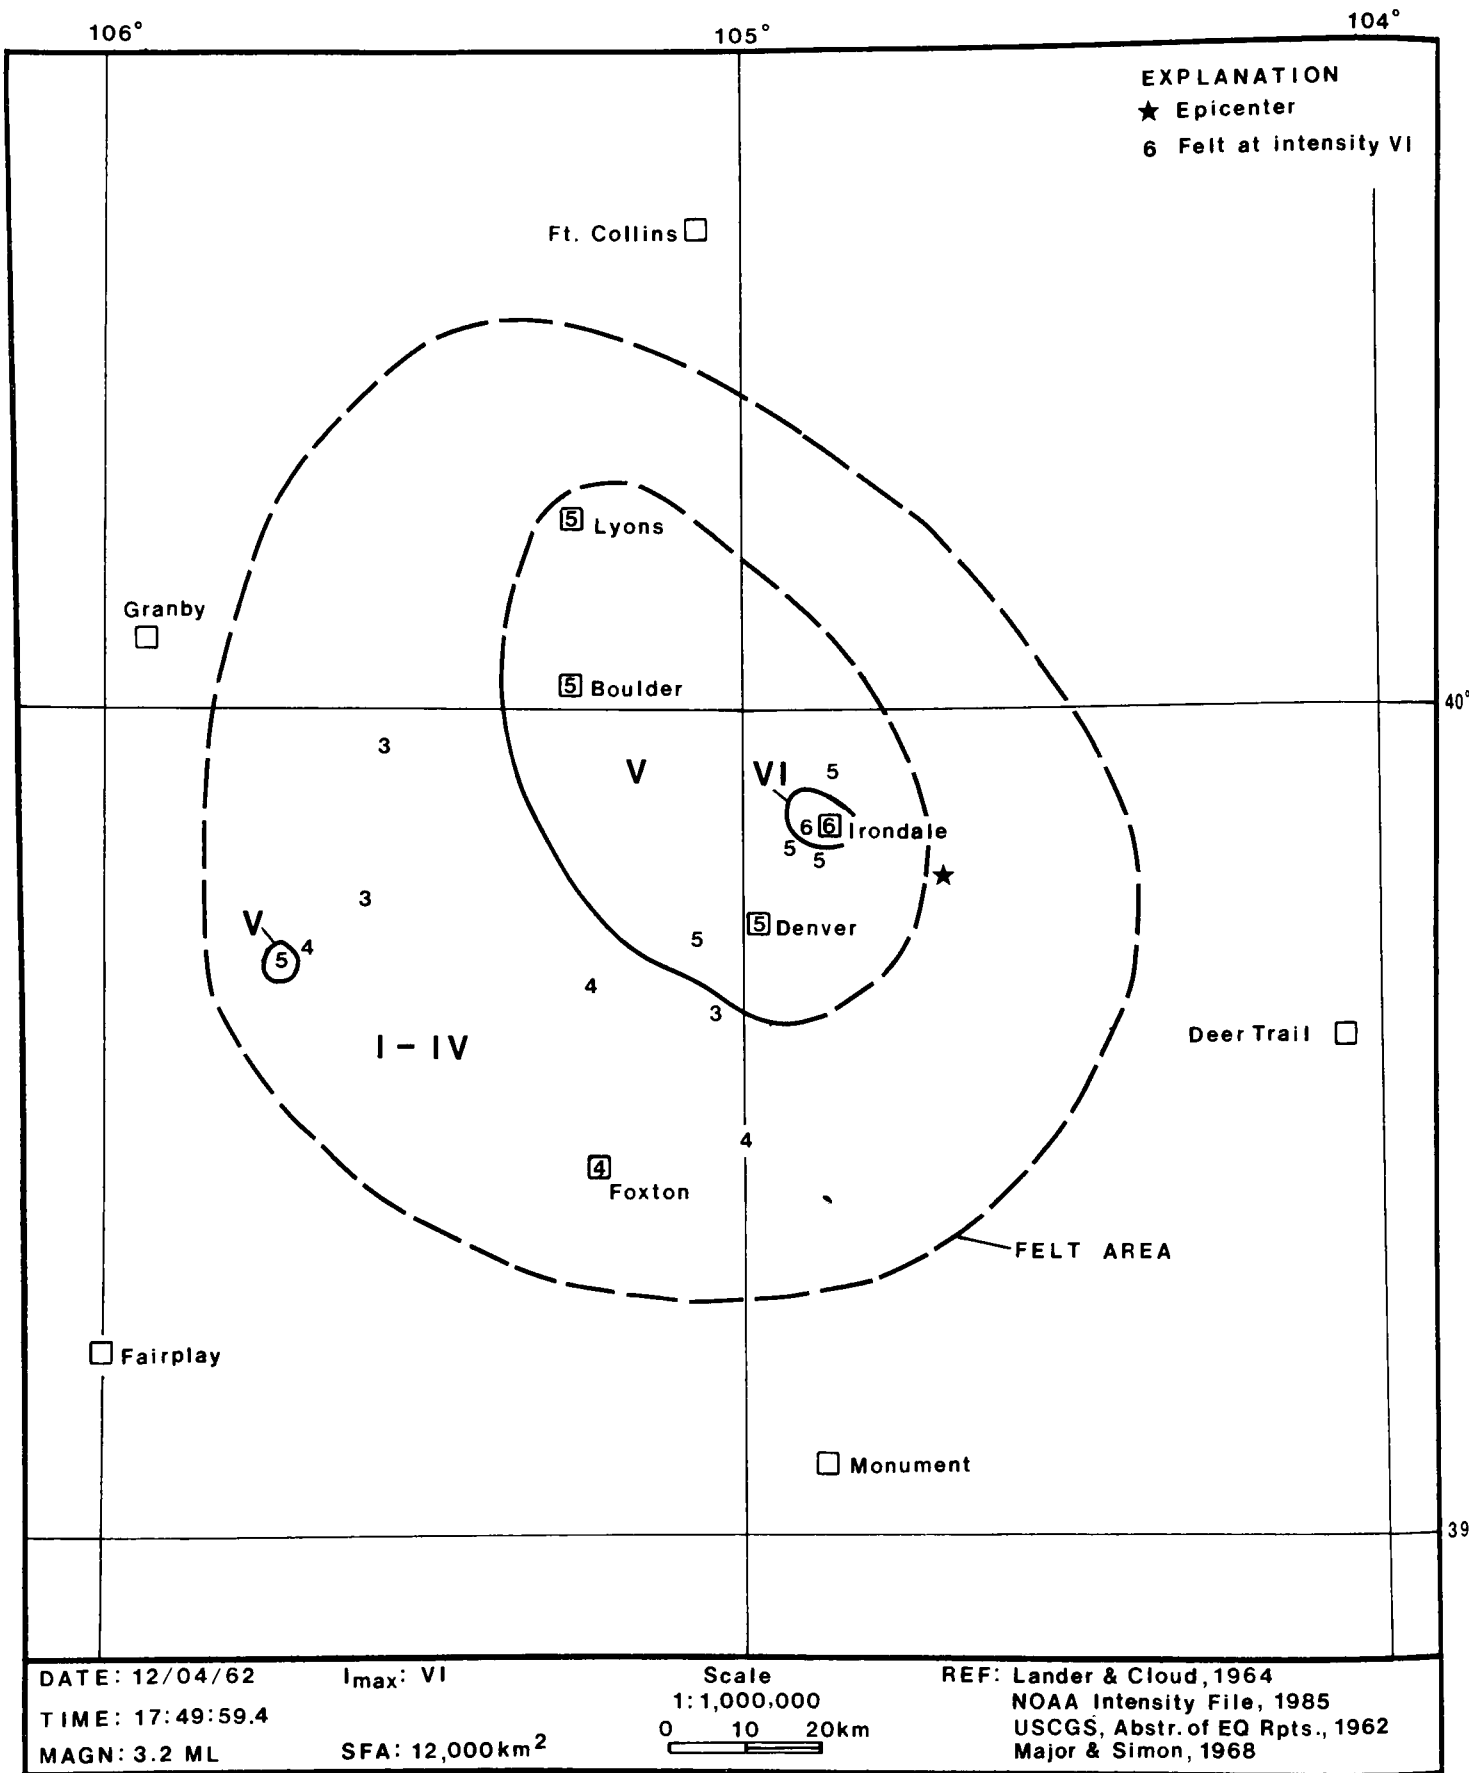 106°
105°
104°
EXPLANATION
★ Epicenter
6 Felt at intensity VI
Ft. Collins
5 Lyons
Granby
5 Boulder
40°
3
V
VI
5
6 6 Irondale
5
5
3
V
4
5
5
5 Denver
4
3
I-IV
Deer Trail
4
4
Foxton
FELT AREA
Fairplay
Monument
39
DATE: 12/04/62
TIME: 17:49:59.4
MAGN: 3.2 ML
Imax: VI
SFA: 12,000km²
Scale
1:1,000,000
0 10 20km
REF: Lander & Cloud, 1964
NOAA Intensity File, 1985
USCGS, Abstr. of EQ Rpts., 1962
Major & Simon, 1968